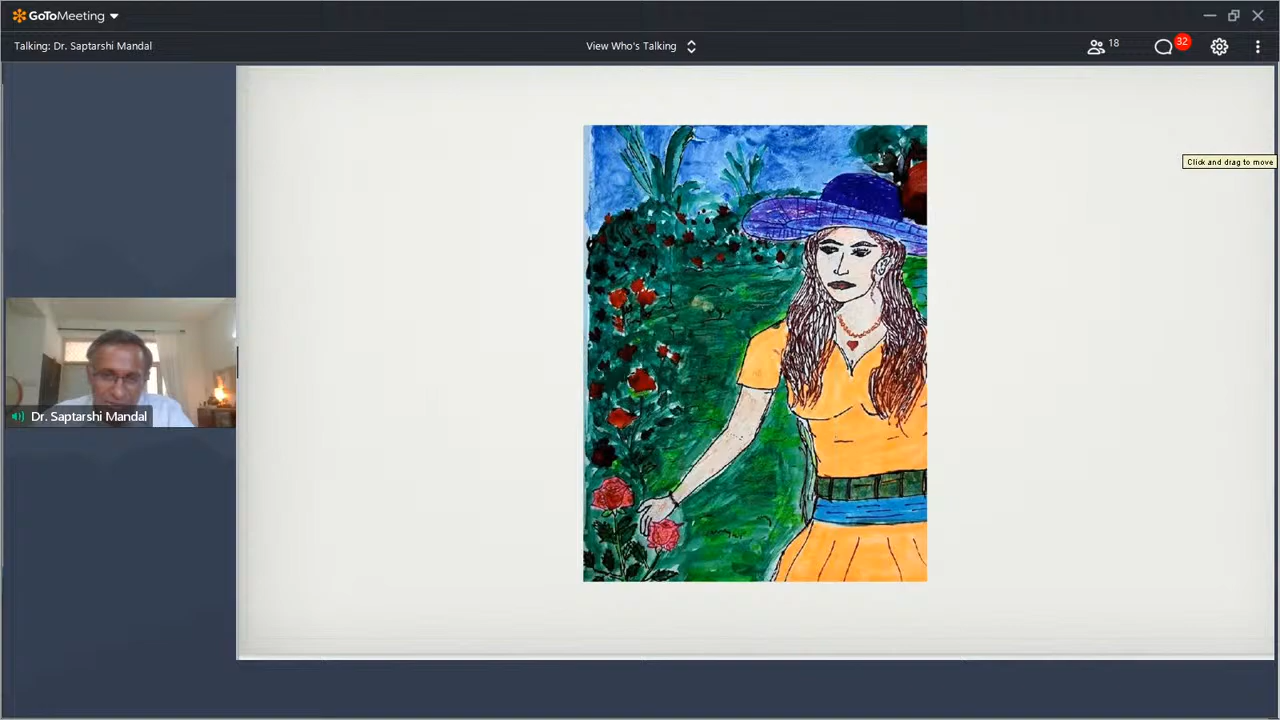 GoToMeeting
Talking: Dr. Saptarshi Mandal
View Who's Talking
18
32
Click and drag to move
Dr. Saptarshi Mandal